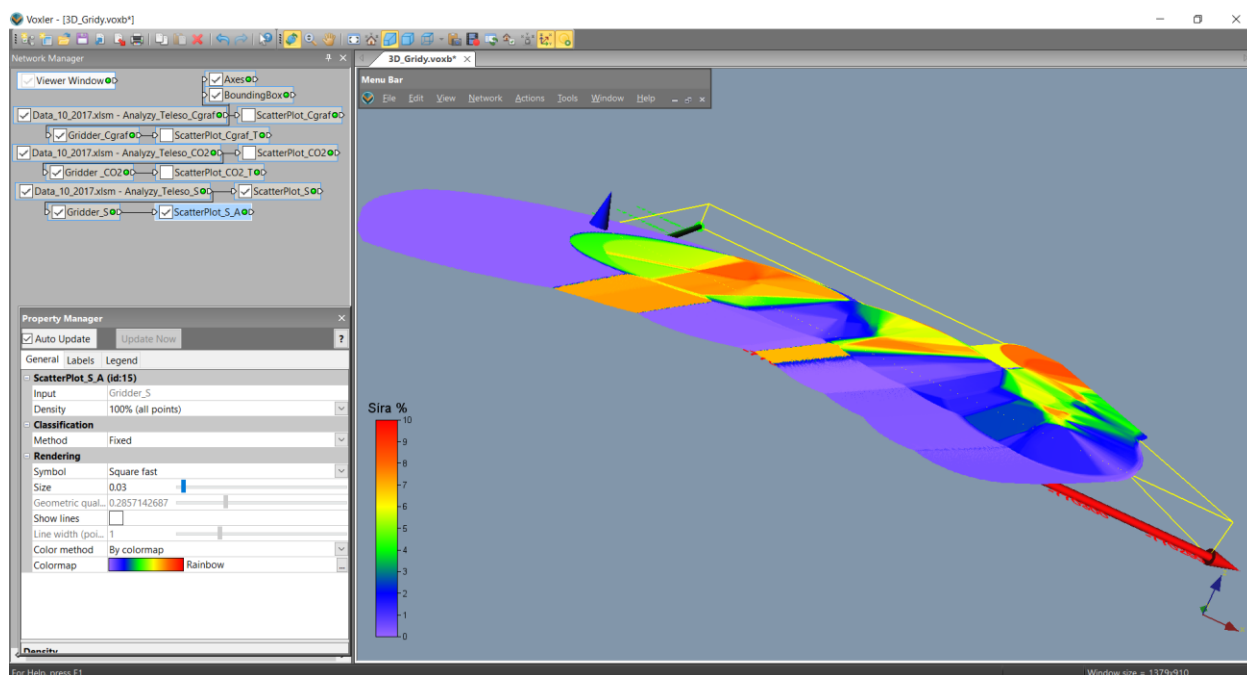 Voxler - [3D_Gridy.voxb*]
Network Manager
3D_Gridy.voxb*
Viewer Window
Axes
BoundingBox
Data_10_2017.xlsm - Analyzy_Teleso_Cgraf
ScatterPlot_Cgraf
Gridder_Cgraf
ScatterPlot_Cgraf_T
Data_10_2017.xlsm - Analyzy_Teleso_CO2
ScatterPlot_CO2
Gridder _CO2
ScatterPlot_CO2_T
Data_10_2017.xlsm - Analyzy_Teleso_S
ScatterPlot_S
Gridder_S
ScatterPlot_S_A
Menu Bar
File Edit View Network Actions Tools Window Help
Property Manager
Auto Update Update Now ?
General Labels Legend
ScatterPlot_S_A (id:15)
Input Gridder_S
Density 100% (all points)
Classification
Method Fixed
Rendering
Symbol Square fast
Size 0.03
Geometric qual... 0.2857142687
Show lines
Line width (poi... 1
Color method By colormap
Colormap Rainbow ...
Density
Sira %
10
9
8
7
6
5
4
3
2
1
0
For Help, press F1
Window size = 1379x910